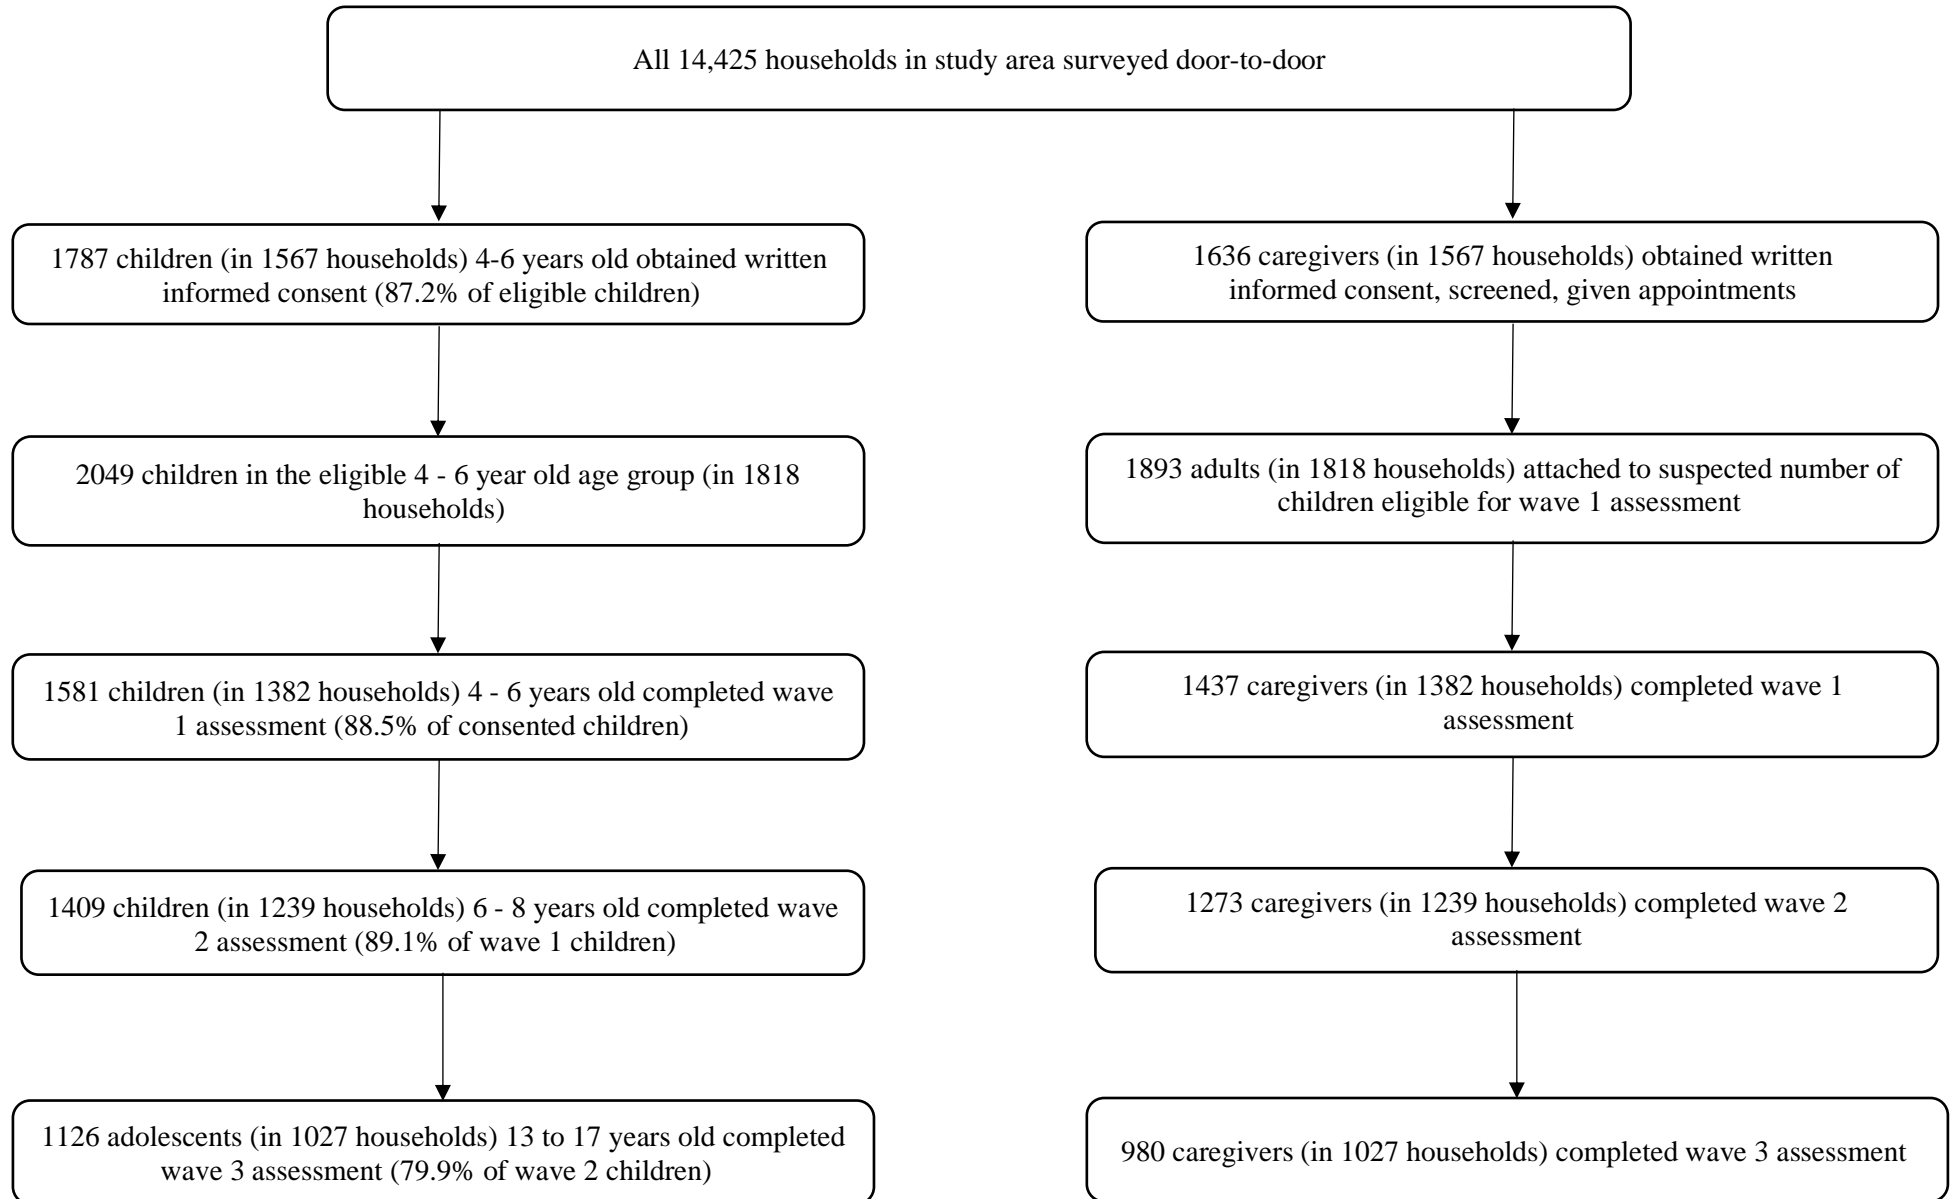 All 14,425 households in study area surveyed door-to-door
1787 children (in 1567 households) 4-6 years old obtained written
informed consent (87.2% of eligible children)
1636 caregivers (in 1567 households) obtained written
informed consent, screened, given appointments
2049 children in the eligible 4 - 6 year old age group (in 1818
households)
1893 adults (in 1818 households) attached to suspected number of
children eligible for wave 1 assessment
1581 children (in 1382 households) 4 - 6 years old completed wave
1 assessment (88.5% of consented children)
1437 caregivers (in 1382 households) completed wave 1
assessment
1409 children (in 1239 households) 6 - 8 years old completed wave
2 assessment (89.1% of wave 1 children)
1273 caregivers (in 1239 households) completed wave 2
assessment
1126 adolescents (in 1027 households) 13 to 17 years old completed
wave 3 assessment (79.9% of wave 2 children)
980 caregivers (in 1027 households) completed wave 3 assessment